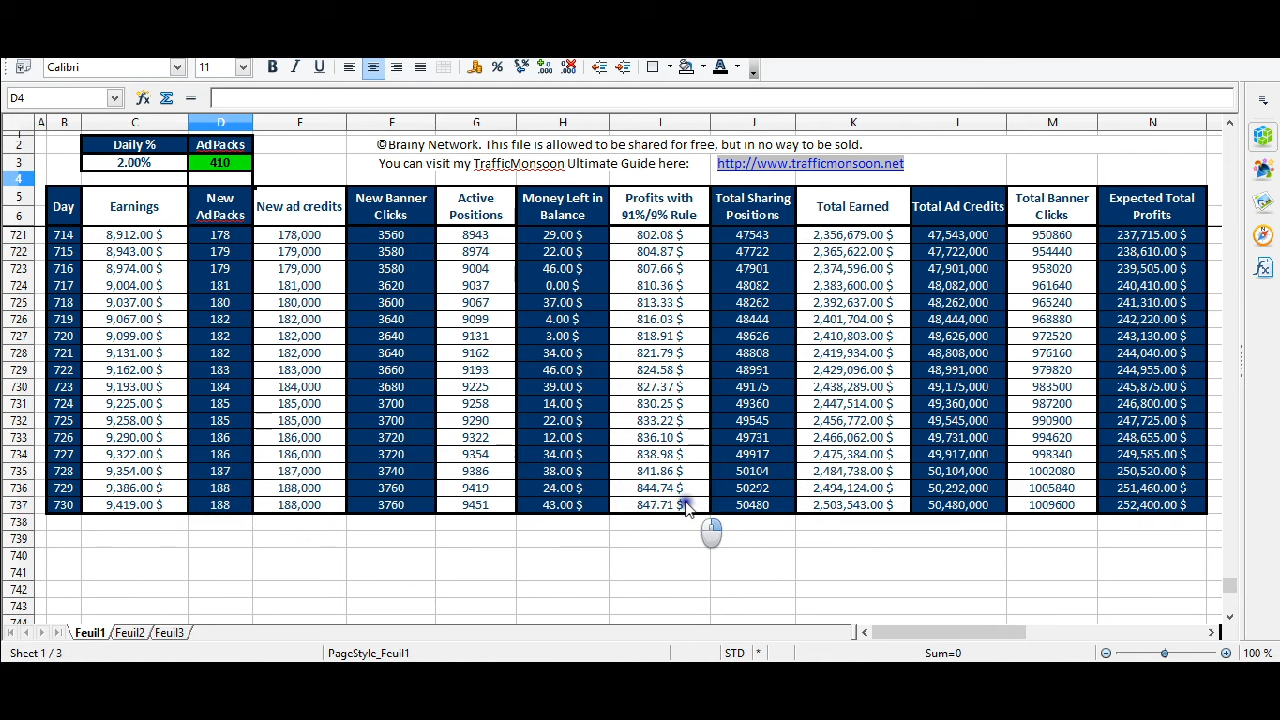 Calibri 11 B I U
D4
A B C D E F G H I J K L M N
2 Daily % AdPacks ©Brainy Network. This file is allowed to be shared for free, but in no way to be sold.
3 2.00% 410 You can visit my TrafficMonsoon Ultimate Guide here: http://www.trafficmonsoon.net
4
5 Day Earnings New AdPacks New ad credits New Banner Clicks Active Positions Money Left in Balance Profits with 91%/9% Rule Total Sharing Positions Total Earned Total Ad Credits Total Banner Clicks Expected Total Profits
6
721 714 8,912.00 $ 178 178,000 3560 8943 29.00 $ 802.08 $ 47543 2,356,679.00 $ 47,543,000 950860 237,715.00 $
722 715 8,943.00 $ 179 179,000 3580 8974 22.00 $ 804.87 $ 47722 2,365,622.00 $ 47,722,000 954440 238,610.00 $
723 716 8,974.00 $ 179 179,000 3580 9004 46.00 $ 807.66 $ 47901 2,374,596.00 $ 47,901,000 958020 239,505.00 $
724 717 9,004.00 $ 181 181,000 3620 9037 0.00 $ 810.36 $ 48082 2,383,600.00 $ 48,082,000 961640 240,410.00 $
725 718 9,037.00 $ 180 180,000 3600 9067 37.00 $ 813.33 $ 48262 2,392,637.00 $ 48,262,000 965240 241,310.00 $
726 719 9,067.00 $ 182 182,000 3640 9099 4.00 $ 816.03 $ 48444 2,401,704.00 $ 48,444,000 968880 242,220.00 $
727 720 9,099.00 $ 182 182,000 3640 9131 3.00 $ 818.91 $ 48626 2,410,803.00 $ 48,626,000 972520 243,130.00 $
728 721 9,131.00 $ 182 182,000 3640 9162 34.00 $ 821.79 $ 48808 2,419,934.00 $ 48,808,000 976160 244,040.00 $
729 722 9,162.00 $ 183 183,000 3660 9193 46.00 $ 824.58 $ 48991 2,429,096.00 $ 48,991,000 979820 244,955.00 $
730 723 9,193.00 $ 184 184,000 3680 9225 39.00 $ 827.37 $ 49175 2,438,289.00 $ 49,175,000 983500 245,875.00 $
731 724 9,225.00 $ 185 185,000 3700 9258 14.00 $ 830.25 $ 49360 2,447,514.00 $ 49,360,000 987200 246,800.00 $
732 725 9,258.00 $ 185 185,000 3700 9290 22.00 $ 833.22 $ 49545 2,456,772.00 $ 49,545,000 990900 247,725.00 $
733 726 9,290.00 $ 186 186,000 3720 9322 12.00 $ 836.10 $ 49731 2,466,062.00 $ 49,731,000 994620 248,655.00 $
734 727 9,322.00 $ 186 186,000 3720 9354 34.00 $ 838.98 $ 49917 2,475,384.00 $ 49,917,000 998340 249,585.00 $
735 728 9,354.00 $ 187 187,000 3740 9386 38.00 $ 841.86 $ 50104 2,484,738.00 $ 50,104,000 1002080 250,520.00 $
736 729 9,386.00 $ 188 188,000 3760 9419 24.00 $ 844.74 $ 50292 2,494,124.00 $ 50,292,000 1005840 251,460.00 $
737 730 9,419.00 $ 188 188,000 3760 9451 43.00 $ 847.71 $ 50480 2,503,543.00 $ 50,480,000 1009600 252,400.00 $
738
739
740
741
742
743
Feuil1 Feuil2 Feuil3
Sheet 1 / 3 PageStyle_Feuil1 STD * Sum=0 100 %